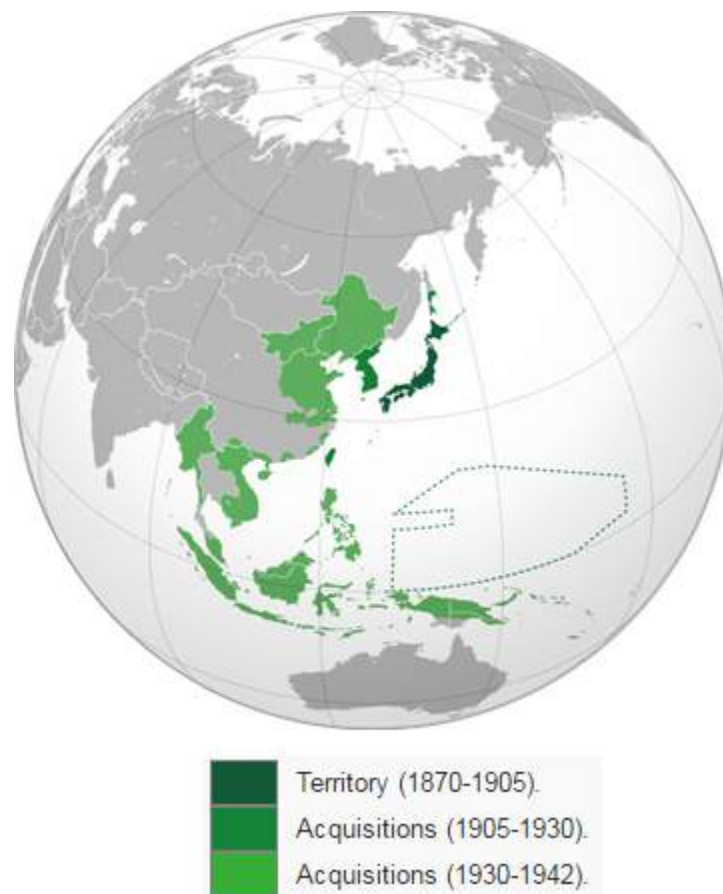 Territory (1870-1905).
Acquisitions (1905-1930).
Acquisitions (1930-1942).